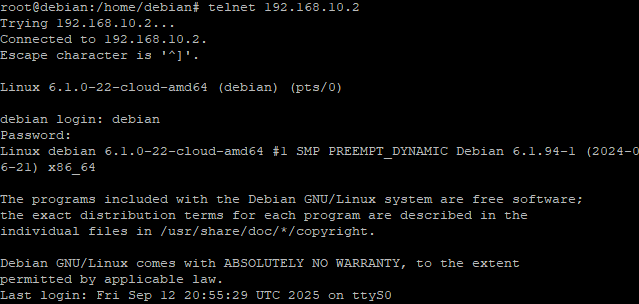 root@debian:/home/debian# telnet 192.168.10.2
Trying 192.168.10.2...
Connected to 192.168.10.2.
Escape character is '^]'.

Linux 6.1.0-22-cloud-amd64 (debian) (pts/0)

debian login: debian
Password:
Linux debian 6.1.0-22-cloud-amd64 #1 SMP PREEMPT_DYNAMIC Debian 6.1.94-1 (2024-0
6-21) x86_64

The programs included with the Debian GNU/Linux system are free software;
the exact distribution terms for each program are described in the
individual files in /usr/share/doc/*/copyright.

Debian GNU/Linux comes with ABSOLUTELY NO WARRANTY, to the extent
permitted by applicable law.
Last login: Fri Sep 12 20:55:29 UTC 2025 on ttyS0